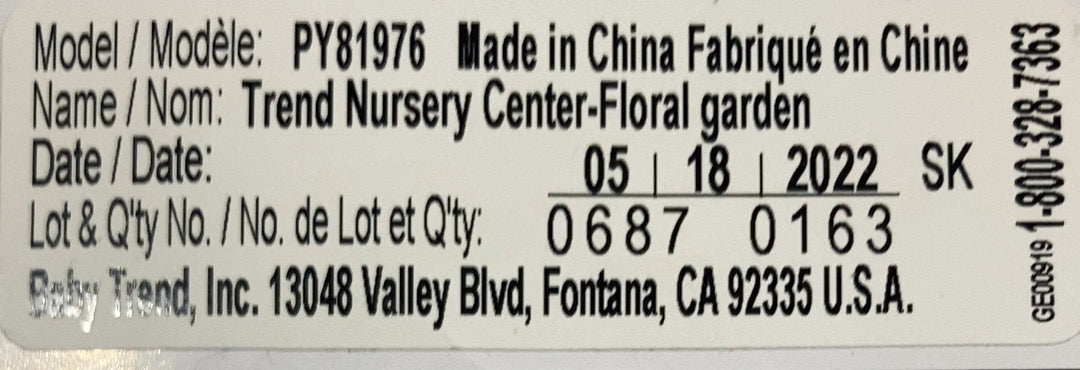 Model / Modèle: PY81976 Made in China Fabriqué en Chine
Name / Nom: Trend Nursery Center-Floral garden
Date / Date: 05 | 18 | 2022 SK
Lot & Q'ty No. / No. de Lot et Q'ty: 0687 0163
Baby Trend, Inc. 13048 Valley Blvd, Fontana, CA 92335 U.S.A.
GE00919 1-800-328-7363